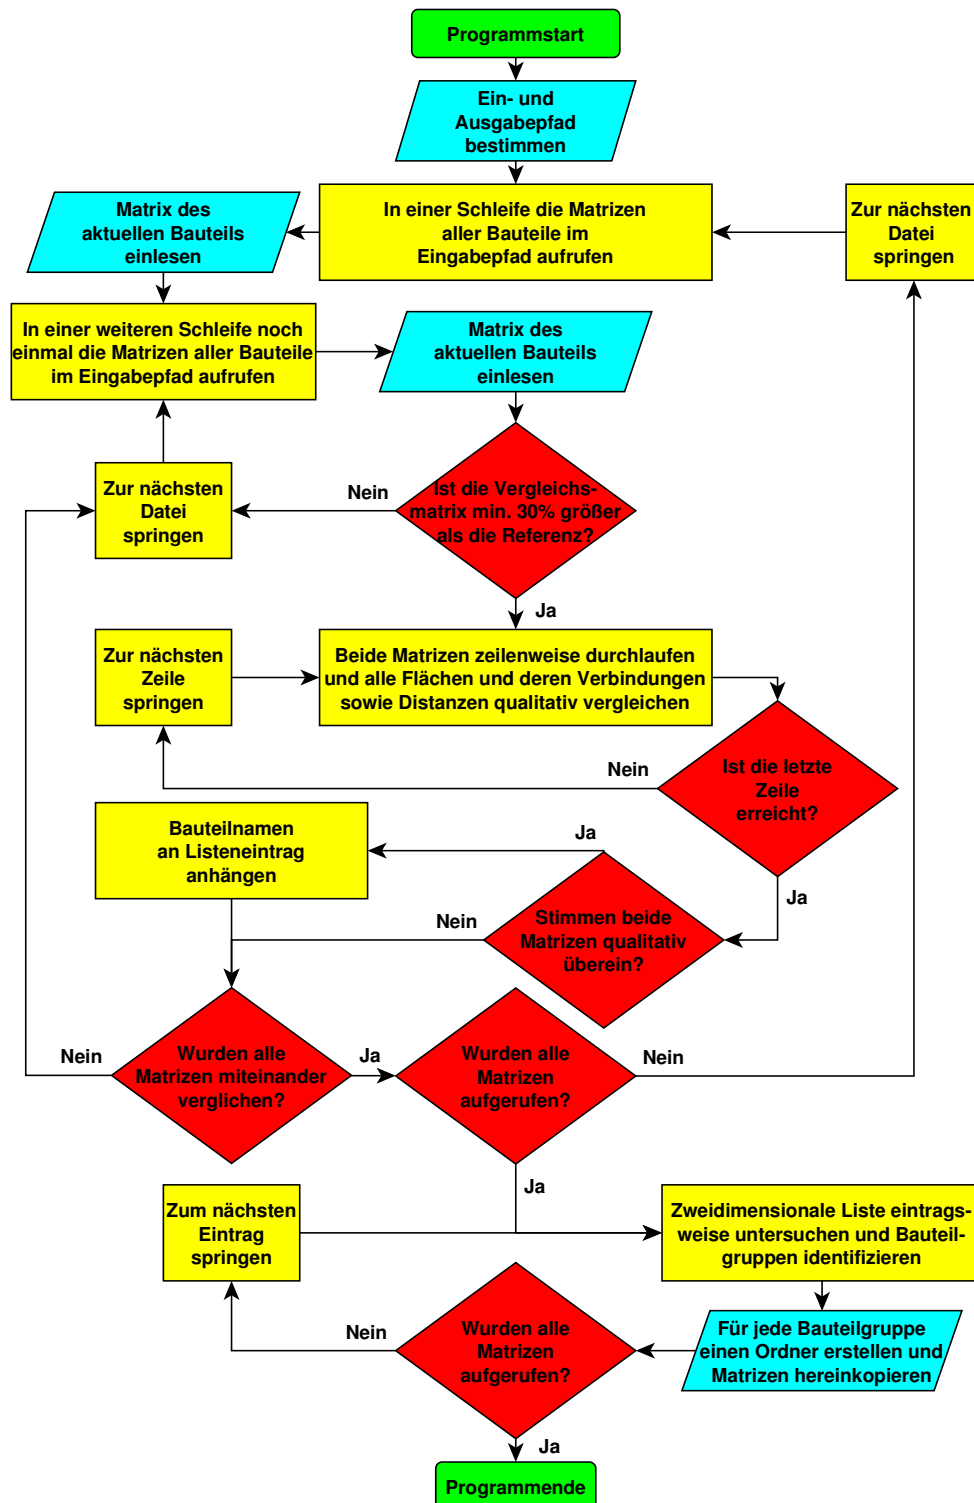 Programmstart
Ein- und
Ausgabepfad
bestimmen
Matrix des
aktuellen Bauteils
einlesen
In einer Schleife die Matrizen
aller Bauteile im
Eingabepfad aufrufen
Zur nächsten
Datei
springen
In einer weiteren Schleife noch
einmal die Matrizen aller Bauteile
im Eingabepfad aufrufen
Matrix des
aktuellen Bauteils
einlesen
Zur nächsten
Datei
springen
Nein
Ist die Vergleichs-
matrix min. 30% größer
als die Referenz?
Ja
Zur nächsten
Zeile
springen
Beide Matrizen zeilenweise durchlaufen
und alle Flächen und deren Verbindungen
sowie Distanzen qualitativ vergleichen
Nein
Ist die letzte
Zeile
erreicht?
Ja
Bauteilnamen
an Listeneintrag
anhängen
Ja
Nein
Stimmen beide
Matrizen qualitativ
überein?
Nein
Wurden alle
Matrizen miteinander
verglichen?
Ja
Wurden alle
Matrizen
aufgerufen?
Nein
Ja
Zum nächsten
Eintrag
springen
Zweidimensionale Liste eintrags-
weise untersuchen und Bauteil-
gruppen identifizieren
Nein
Wurden alle
Matrizen
aufgerufen?
Für jede Bauteilgruppe
einen Ordner erstellen und
Matrizen hereinkopieren
Ja
Programmende